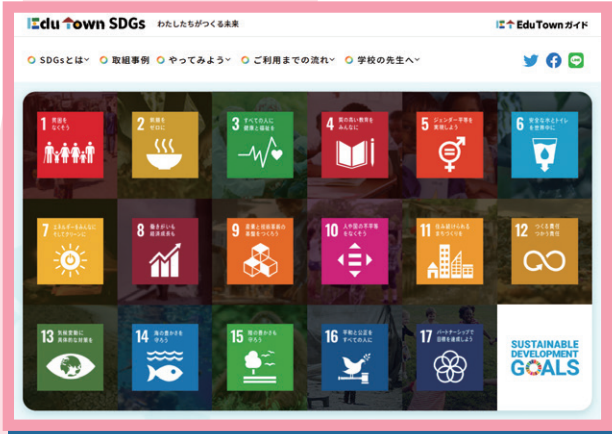 EduTown SDGs わたしたちがつくる未来
EduTownガイド
SDGsとは 取組事例 やってみよう ご利用までの流れ 学校の先生へ
1 貧困を
なくそう
2 飢餓を
ゼロに
3 すべての人に
健康と福祉を
4 質の高い教育を
みんなに
5 ジェンダー平等を
実現しよう
6 安全な水とトイレ
を世界中に
7 エネルギーをみんなに
そしてクリーンに
8 働きがいも
経済成長も
9 産業と技術革新の
基盤をつくろう
10 人や国の不平等
をなくそう
11 住み続けられる
まちづくりを
12 つくる責任
つかう責任
13 気候変動に
具体的な対策を
14 海の豊かさを
守ろう
15 陸の豊かさも
守ろう
16 平和と公正を
すべての人に
17 パートナーシップで
目標を達成しよう
SUSTAINABLE
DEVELOPMENT
GOALS